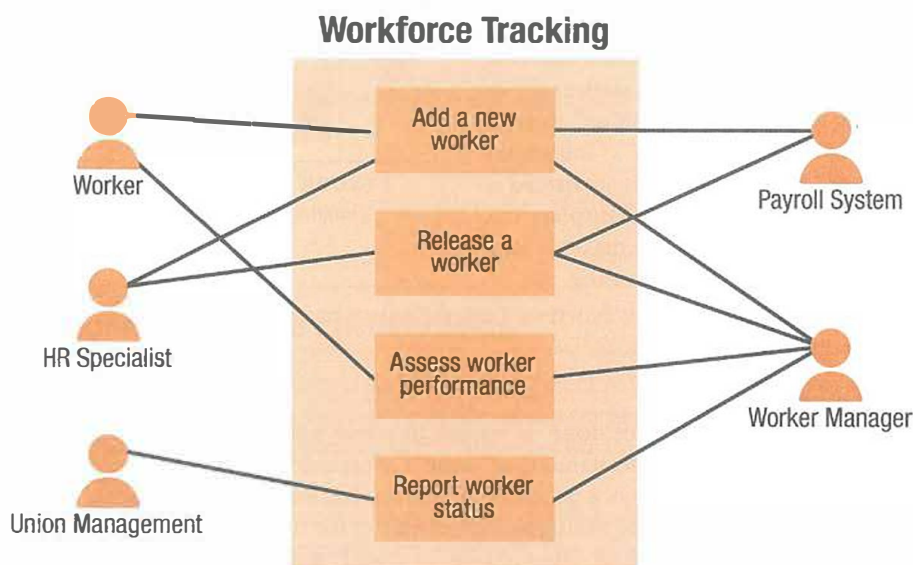 Workforce Tracking
Add a new
worker
Worker
Payroll System
Release a
worker
HR Specialist
Assess worker
performance
Worker Manager
Report worker
status
Union Management